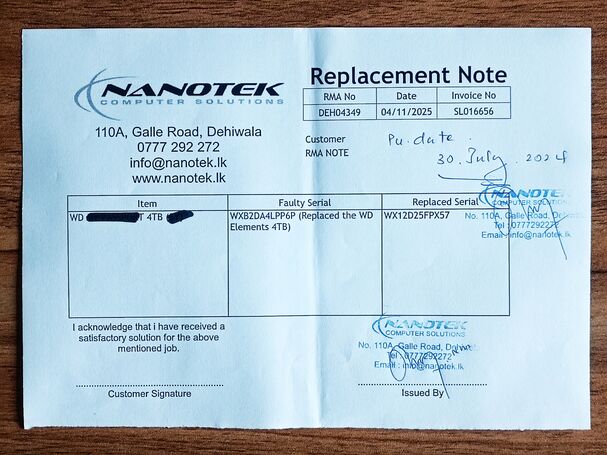 NANOTEK
COMPUTER SOLUTIONS
110A, Galle Road, Dehiwala
0777 292 272
info@nanotek.lk
www.nanotek.lk
Replacement Note
RMA No Date Invoice No
DEH04349 04/11/2025 SL016656
Customer Pu. date.
RMA NOTE 30. July. 2024
Item Faulty Serial Replaced Serial
WD T 4TB WXB2DA4LPP6P (Replaced the WD Elements 4TB) WX12D25FPX57
NANOTEK
COMPUTER SOLUTIONS
No. 110A, Galle Road, Dehiwala
Tel : 0777292272
Email : info@nanotek.lk
I acknowledge that i have received a
satisfactory solution for the above
mentioned job.
NANOTEK
COMPUTER SOLUTIONS
No. 110A, Galle Road, Dehiwala
Tel : 0777292272
Email : info@nanotek.lk
Customer Signature
Issued By